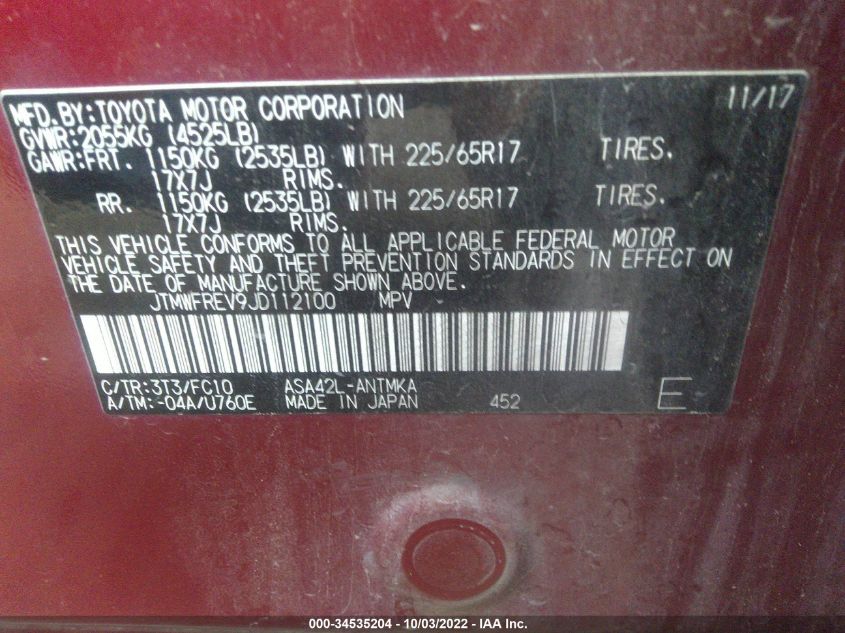 MFD.BY:TOYOTA MOTOR CORPORATION 11/17
GVWR:2055KG (4525LB)
GAWR:FRT. 1150KG (2535LB) WITH 225/65R17 TIRES.
17X7J RIMS.
RR. 1150KG (2535LB) WITH 225/65R17 TIRES.
17X7J RIMS.
THIS VEHICLE CONFORMS TO ALL APPLICABLE FEDERAL MOTOR
VEHICLE SAFETY AND THEFT PREVENTION STANDARDS IN EFFECT ON
THE DATE OF MANUFACTURE SHOWN ABOVE.
JTMWFREV9JD112100 MPV
C/TR:3T3/FC10 ASA42L-ANTMKA
A/TM:-04A/U760E MADE IN JAPAN 452 E
000-34535204 - 10/03/2022 - IAA Inc.